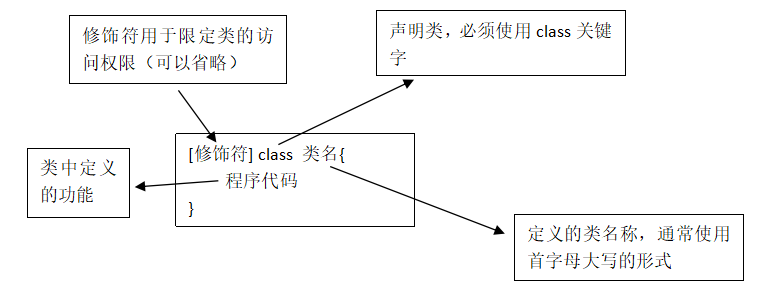 修饰符用于限定类的访
问权限（可以省略）
声明类，必须使用 class 关键
字
类中定义
的功能
[修饰符] class 类名{
程序代码
}
定义的类名称，通常使用
首字母大写的形式